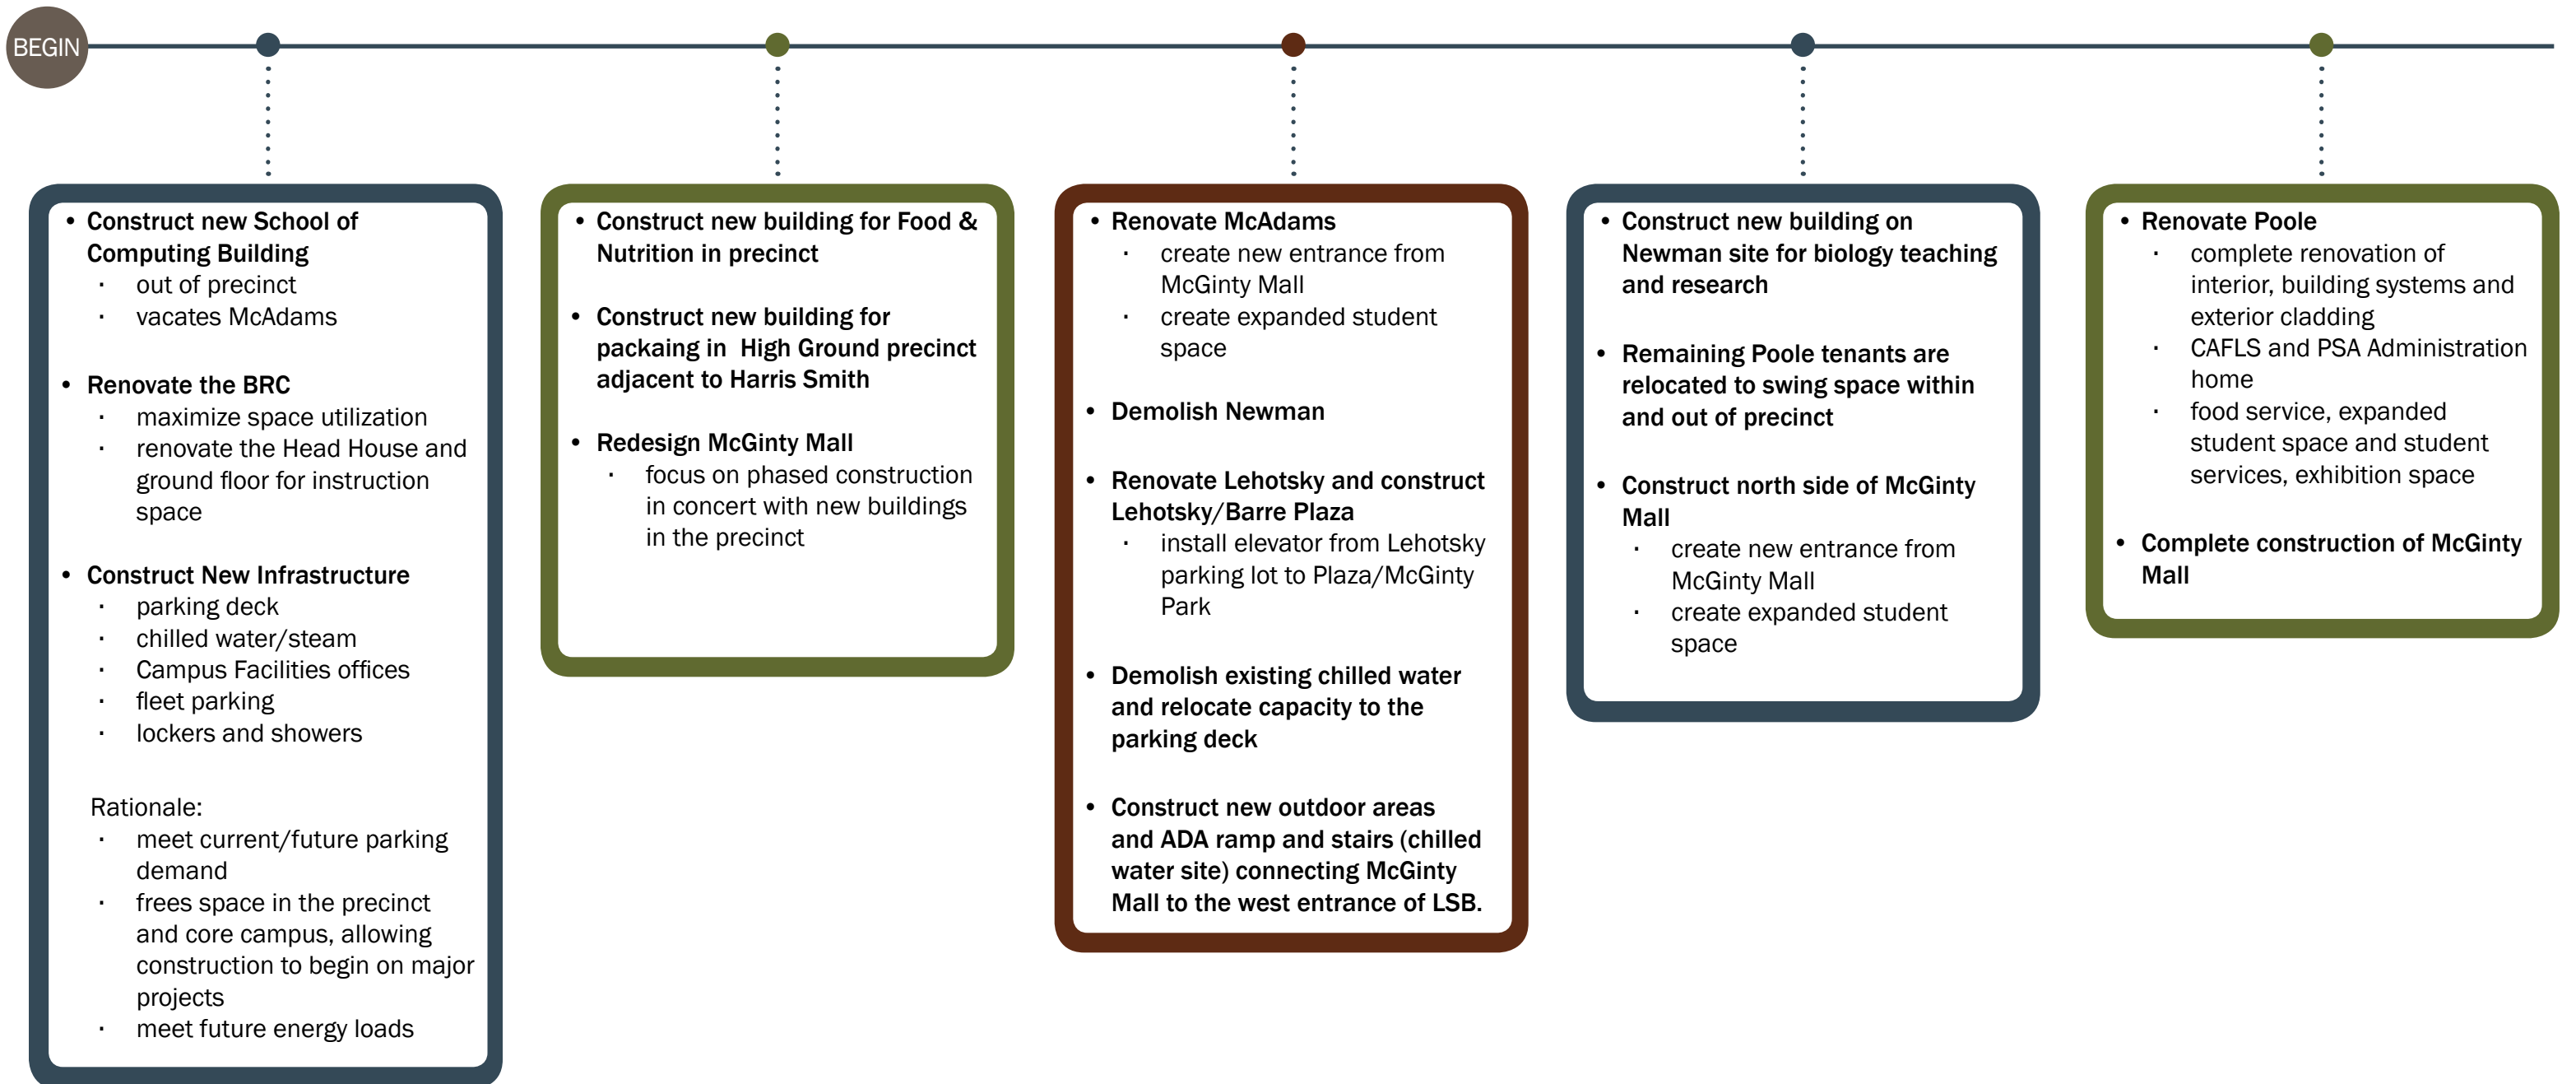 BEGIN
• Construct new School of
Computing Building
· out of precinct
· vacates McAdams
• Renovate the BRC
· maximize space utilization
· renovate the Head House and
ground floor for instruction
space
• Construct New Infrastructure
· parking deck
· chilled water/steam
· Campus Facilities offices
· fleet parking
· lockers and showers
Rationale:
· meet current/future parking
demand
· frees space in the precinct
and core campus, allowing
construction to begin on major
projects
· meet future energy loads
• Construct new building for Food &
Nutrition in precinct
• Construct new building for
packaing in High Ground precinct
adjacent to Harris Smith
• Redesign McGinty Mall
· focus on phased construction
in concert with new buildings
in the precinct
• Renovate McAdams
· create new entrance from
McGinty Mall
· create expanded student
space
• Demolish Newman
• Renovate Lehotsky and construct
Lehotsky/Barre Plaza
· install elevator from Lehotsky
parking lot to Plaza/McGinty
Park
• Demolish existing chilled water
and relocate capacity to the
parking deck
• Construct new outdoor areas
and ADA ramp and stairs (chilled
water site) connecting McGinty
Mall to the west entrance of LSB.
• Construct new building on
Newman site for biology teaching
and research
• Remaining Poole tenants are
relocated to swing space within
and out of precinct
• Construct north side of McGinty
Mall
· create new entrance from
McGinty Mall
· create expanded student
space
• Renovate Poole
· complete renovation of
interior, building systems and
exterior cladding
· CAFLS and PSA Administration
home
· food service, expanded
student space and student
services, exhibition space
• Complete construction of McGinty
Mall